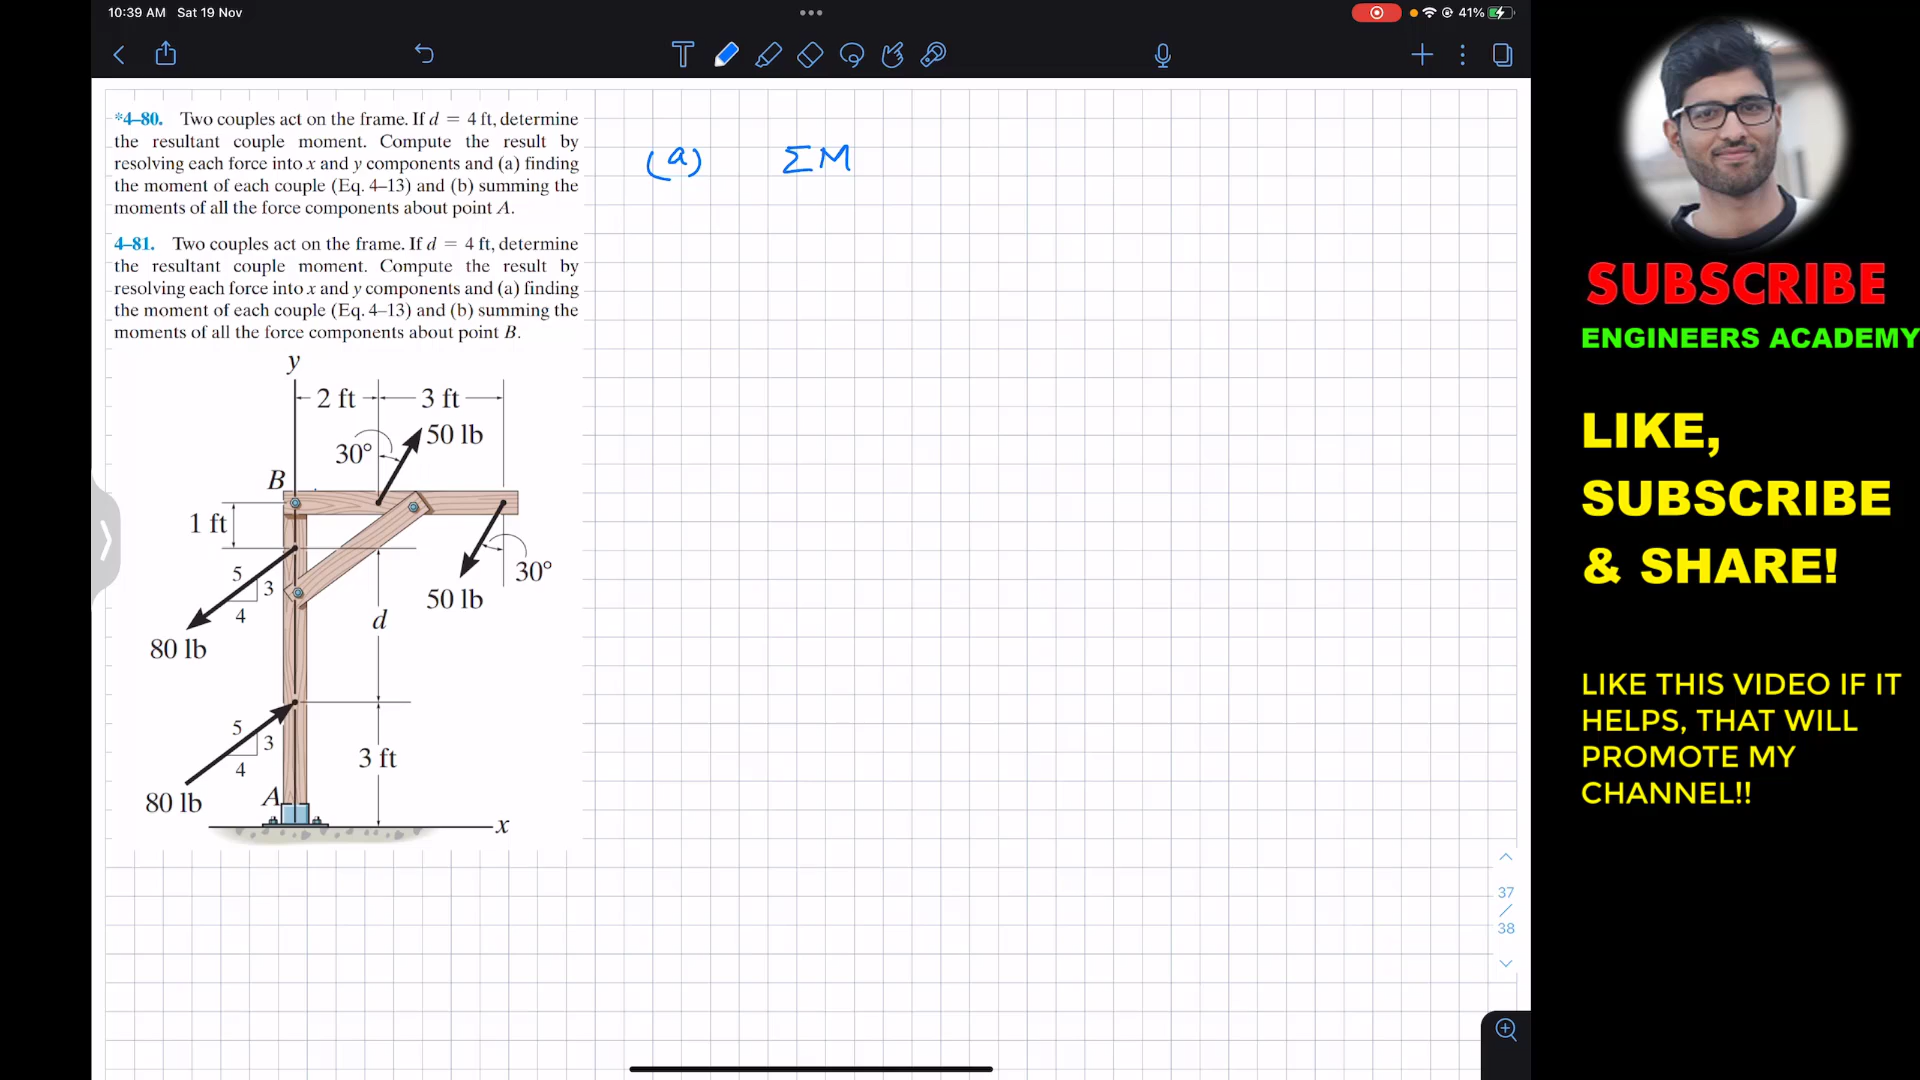 10:39 AM Sat 19 Nov
41%
*4–80. Two couples act on the frame. If d = 4 ft, determine
the resultant couple moment. Compute the result by
resolving each force into x and y components and (a) finding
the moment of each couple (Eq. 4–13) and (b) summing the
moments of all the force components about point A.
4–81. Two couples act on the frame. If d = 4 ft, determine
the resultant couple moment. Compute the result by
resolving each force into x and y components and (a) finding
the moment of each couple (Eq. 4–13) and (b) summing the
moments of all the force components about point B.
y
2 ft
3 ft
50 lb
30°
B
1 ft
5
3
4
80 lb
30°
50 lb
d
5
3
4
80 lb
3 ft
A
x
(a) ΣM
37
/
38
SUBSCRIBE
ENGINEERS ACADEMY
LIKE,
SUBSCRIBE
& SHARE!
LIKE THIS VIDEO IF IT
HELPS, THAT WILL
PROMOTE MY
CHANNEL!!